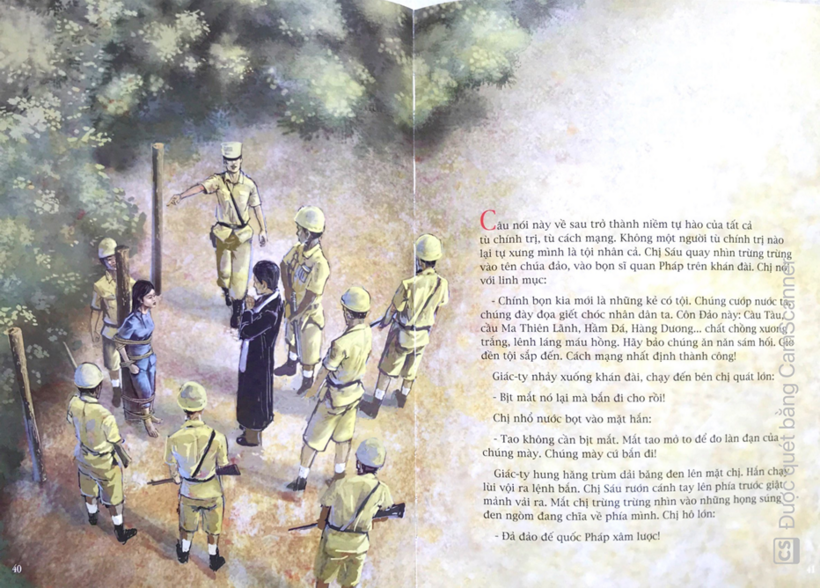 Câu nói này về sau trở thành niềm tự hào của tất cả
tù chính trị, tù cách mạng. Không một người tù chính trị nào
lại tự xưng mình là tội nhân cả. Chị Sáu quay nhìn trừng trừng
vào tên chúa đảo, vào bọn sĩ quan Pháp trên khán đài. Chị nói
với linh mục:
- Chính bọn kia mới là những kẻ có tội. Chúng cướp nước ta,
chúng đày đọa giết chóc nhân dân ta. Côn Đảo này: Cầu Tàu,
cầu Ma Thiên Lãnh, Hầm Đá, Hàng Dương... chất chồng xương
trắng, lênh láng máu hồng. Hãy bảo chúng ăn năn sám hối. Giờ
đền tội sắp đến. Cách mạng nhất định thành công!
Giác-ty nhảy xuống khán đài, chạy đến bên chị quát lớn:
- Bịt mắt nó lại mà bắn đi cho rồi!
Chị nhổ nước bọt vào mặt hắn:
- Tao không cần bịt mắt. Mắt tao mở to để đo làn đạn của
chúng mày. Chúng mày cứ bắn đi!
Giác-ty hung hăng trùm dải băng đen lên mặt chị. Hắn chạy
lùi vội ra lệnh bắn. Chị Sáu rướn cánh tay lên phía trước giật
mảnh vải ra. Mắt chị trừng trừng nhìn vào những họng súng
đen ngòm đang chĩa về phía mình. Chị hô lớn:
- Đả đảo đế quốc Pháp xâm lược!
40
41
CS Được quét bằng CamScanner